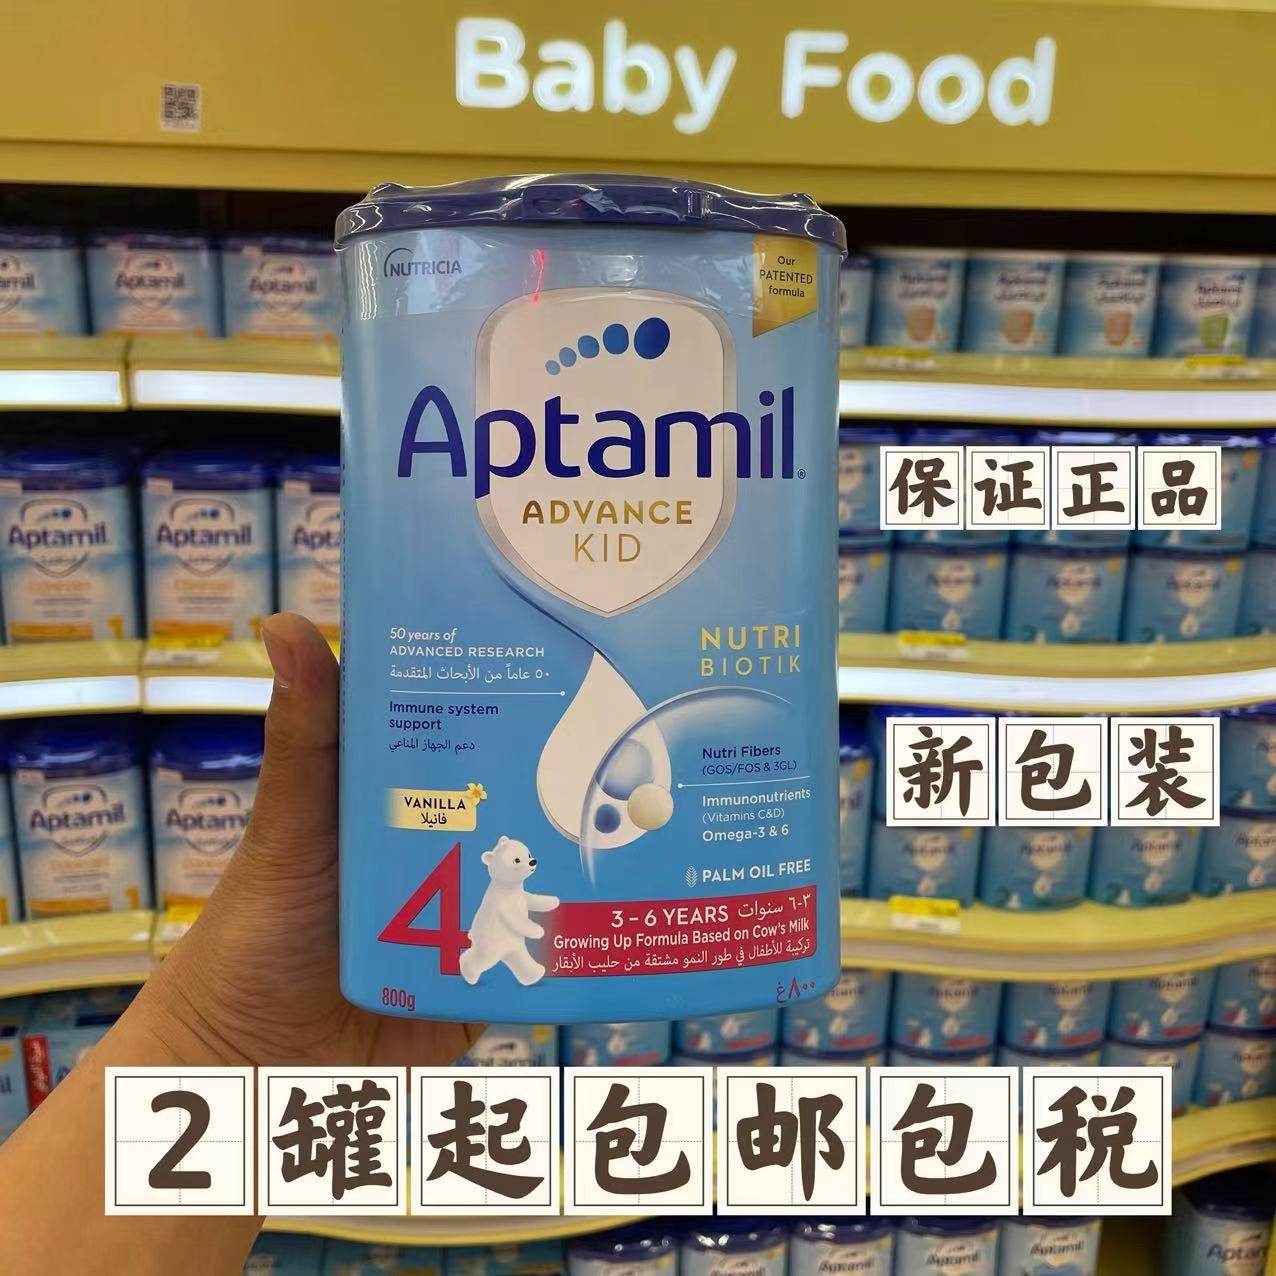 Baby Food
NUTRICIA
Our
PATENTED
formula
Aptamil®
ADVANCE
KID
50 years of
ADVANCED RESEARCH
٥٠ عاماً من الأبحاث المتقدمة
Immune system
support
دعم الجهاز المناعي
NUTRI
BIOTIK
Nutri Fibers
(GOS/FOS & 3GL)
Immunonutrients
(Vitamins C&D)
Omega-3 & 6
VANILLA
فانيلا
PALM OIL FREE
4
3 – 6 YEARS ٣-٦ سنوات
Growing Up Formula Based on Cow's Milk
تركيبة للأطفال في طور النمو مشتقة من حليب الأبقار
800g
٨٠٠غ
保证正品
新包装
2罐起包邮包税
Aptamil
Aptamil
Aptamil
Aptamil